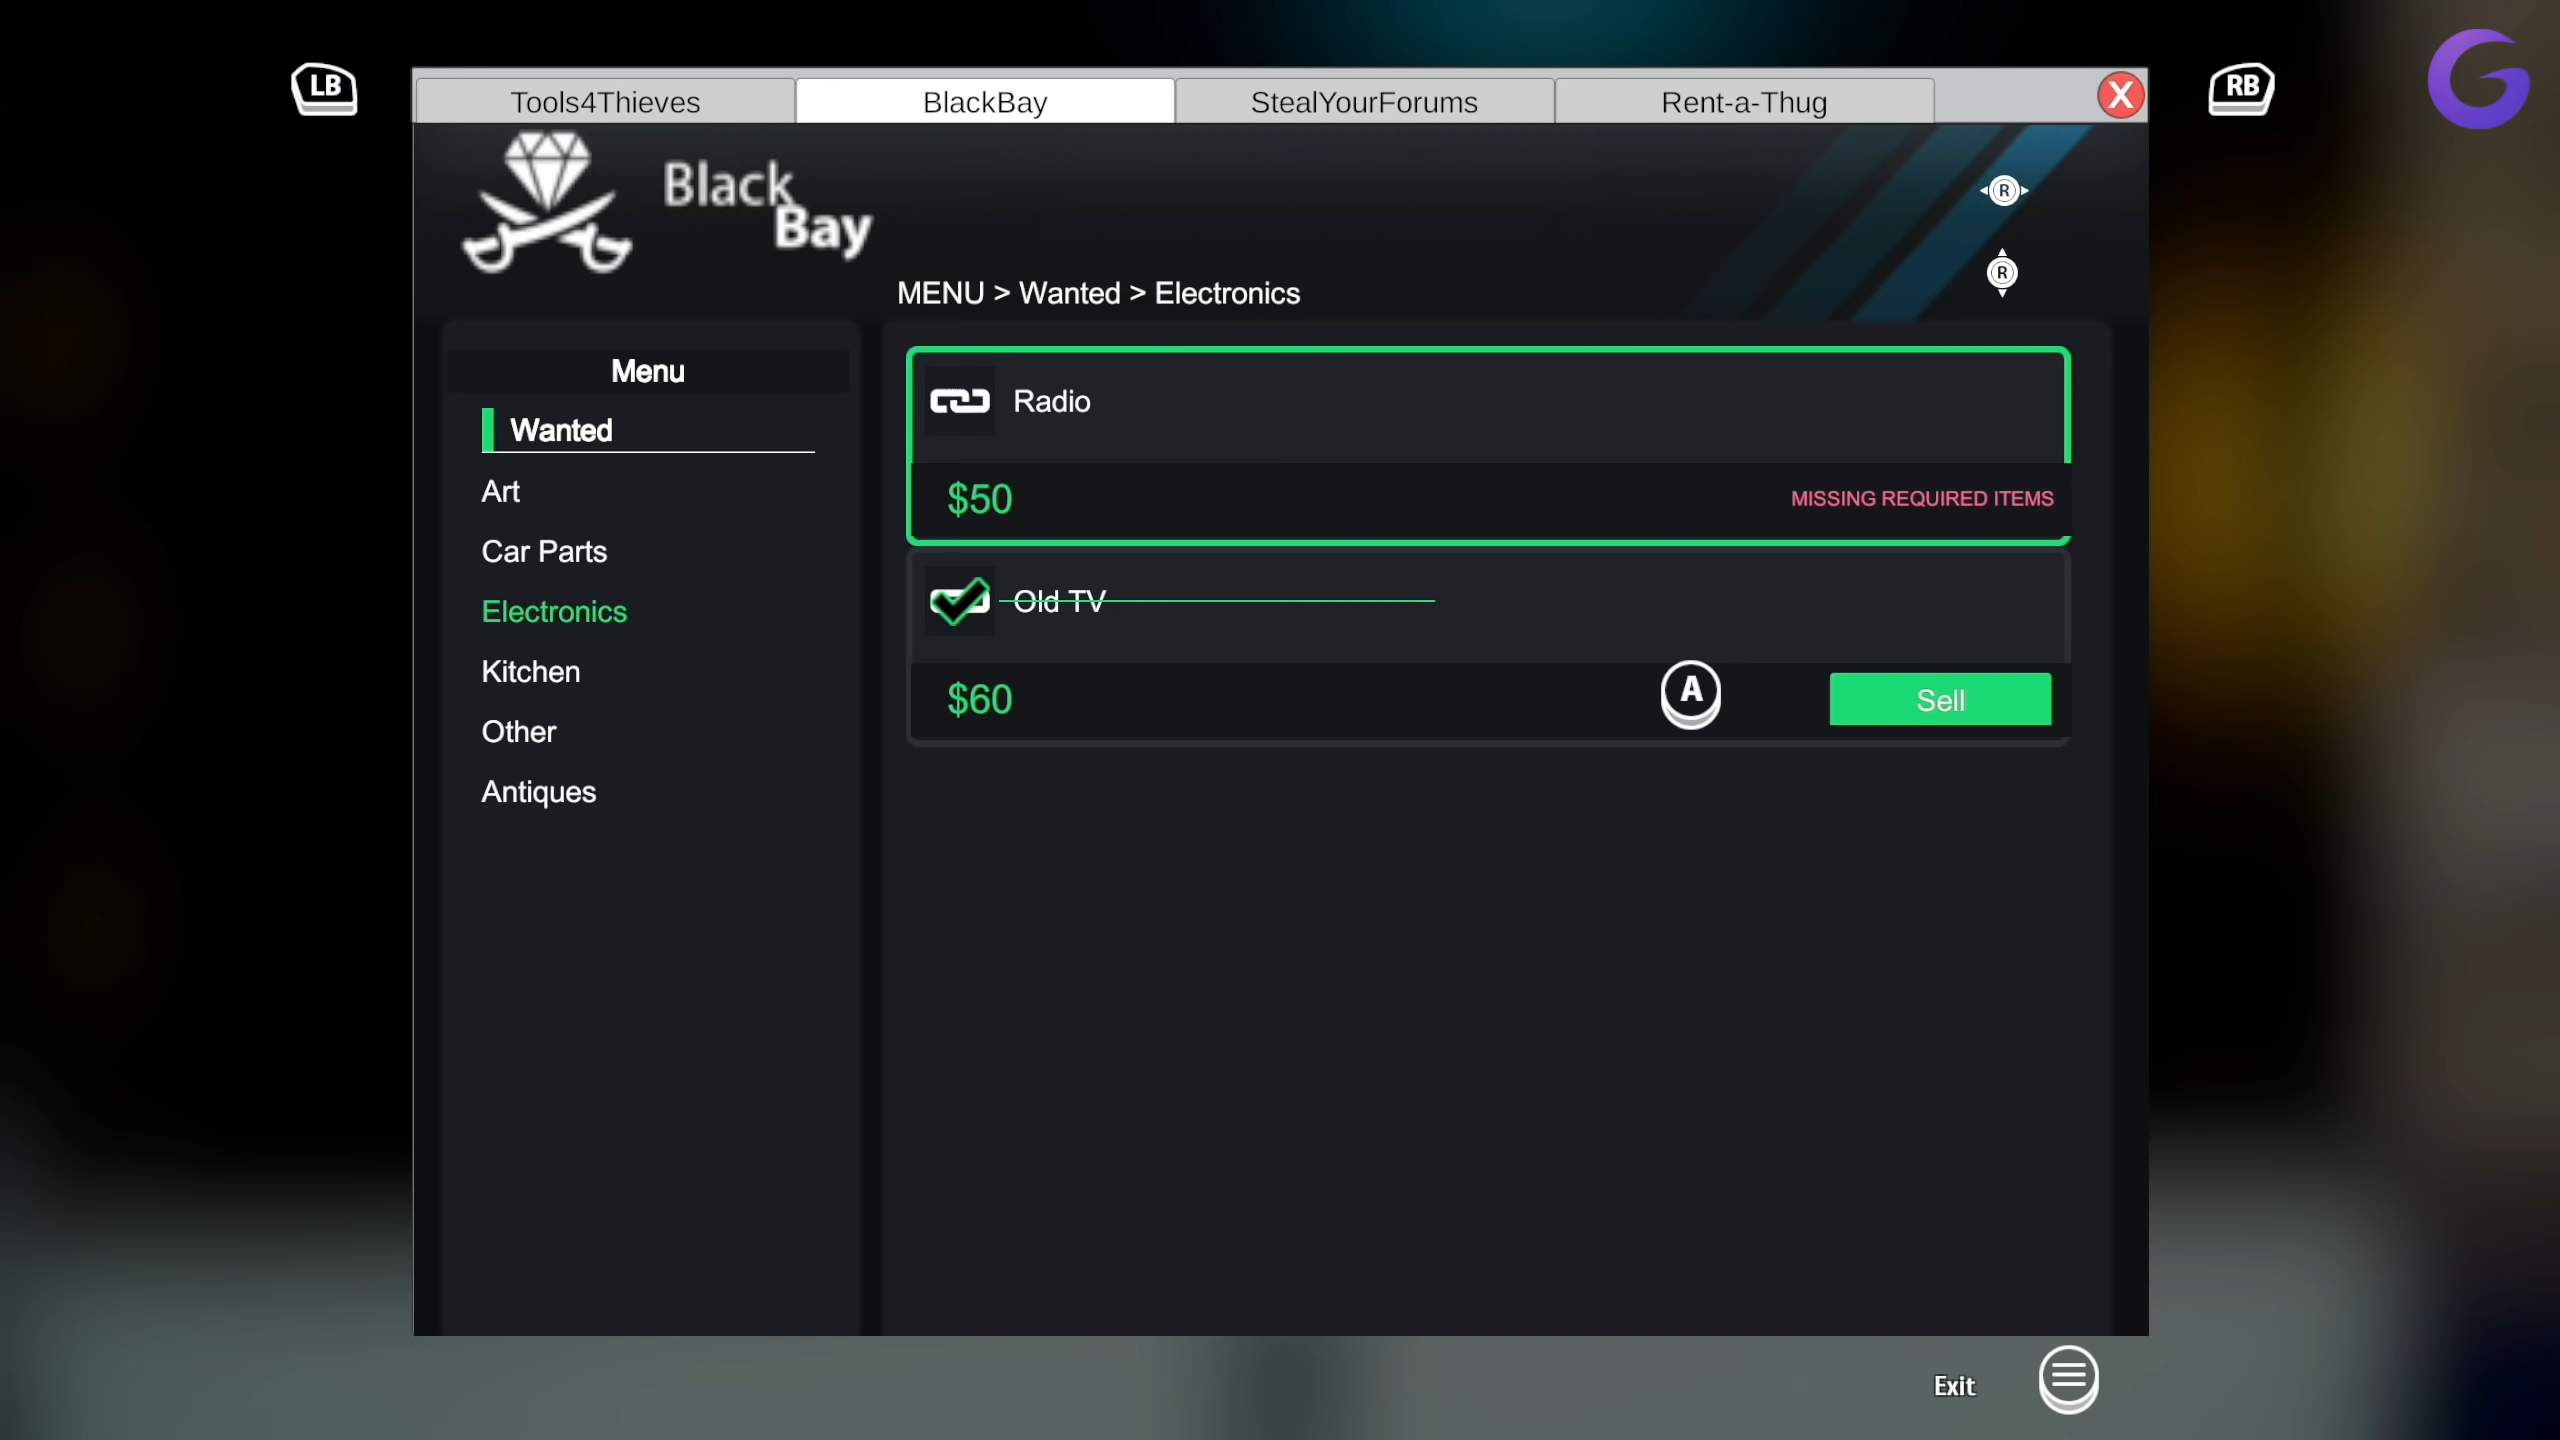 LB
Tools4Thieves
BlackBay
StealYourForums
Rent-a-Thug
X
RB
G
Black
Bay
R
R
MENU > Wanted > Electronics
Menu
Wanted
Art
Car Parts
Electronics
Kitchen
Other
Antiques
Radio
$50
MISSING REQUIRED ITEMS
Old TV
$60
A
Sell
Exit